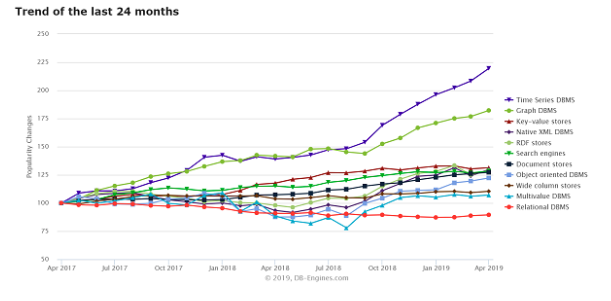 Trend of the last 24 months
250
225
200
175
150
125
100
75
50
Popularity Changes
Apr 2017
Jul 2017
Oct 2017
Jan 2018
Apr 2018
Jul 2018
Oct 2018
Jan 2019
Apr 2019
© 2019, DB-Engines.com
Time Series DBMS
Graph DBMS
Key-value stores
Native XML DBMS
RDF stores
Search engines
Document stores
Object oriented DBMS
Wide column stores
Multivalue DBMS
Relational DBMS